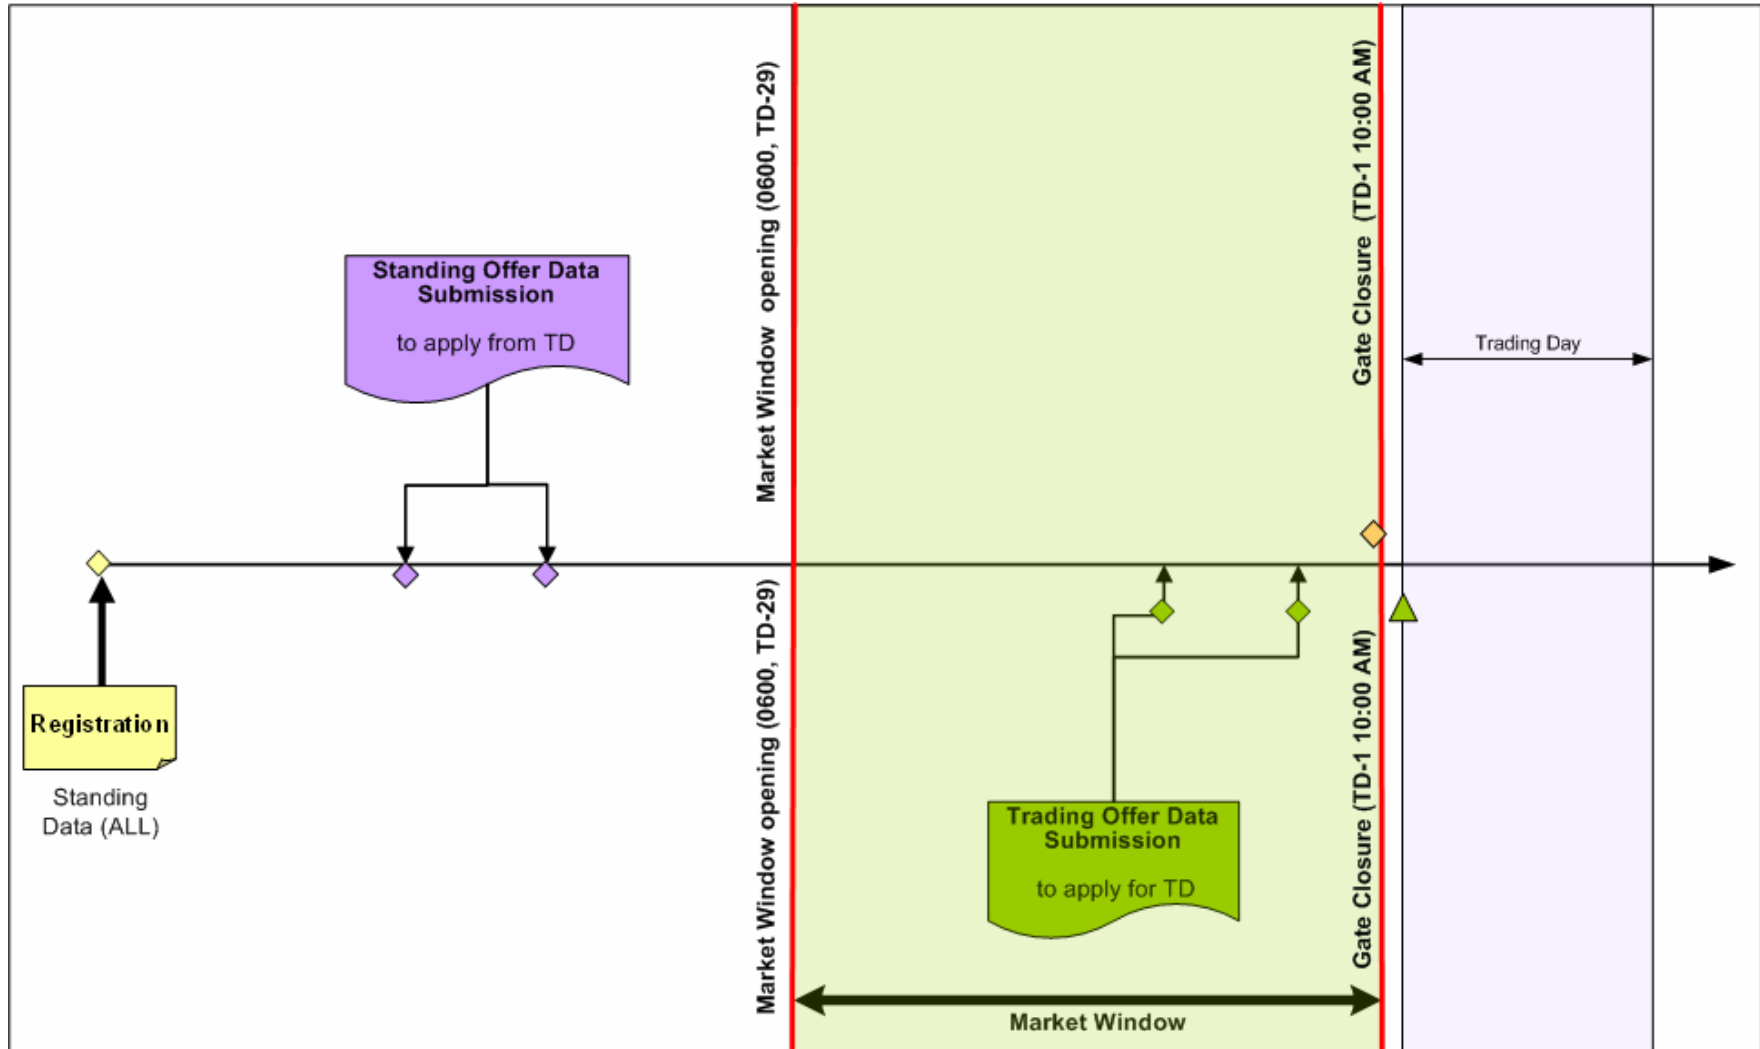 Market Window  opening (0600, TD-29)
Gate Closure  (TD-1 10:00 AM)
Standing Offer Data
Submission
to apply from TD
Trading Day
Registration
Standing
Data (ALL)
Market Window opening (0600, TD-29)
Trading Offer Data
Submission
to apply for TD
Gate Closure (TD-1 10:00 AM)
Market Window